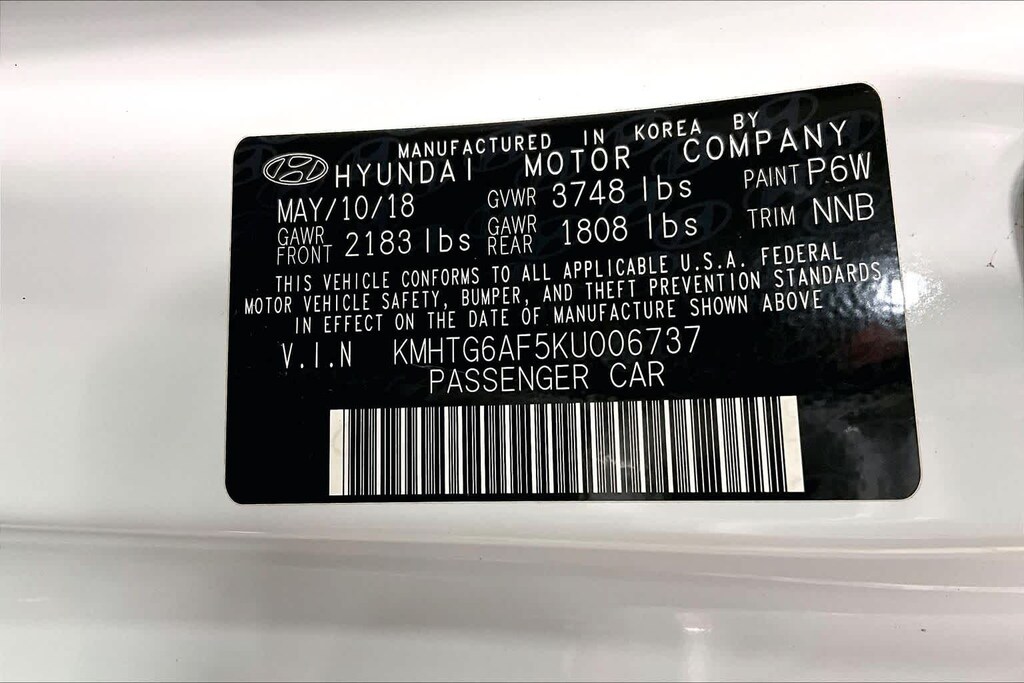 MANUFACTURED IN KOREA BY
HYUNDAI MOTOR COMPANY
MAY/10/18 GVWR 3748 lbs PAINT P6W
GAWR FRONT 2183 lbs GAWR REAR 1808 lbs TRIM NNB
THIS VEHICLE CONFORMS TO ALL APPLICABLE U.S.A. FEDERAL
MOTOR VEHICLE SAFETY, BUMPER, AND THEFT PREVENTION STANDARDS
IN EFFECT ON THE DATE OF MANUFACTURE SHOWN ABOVE
V.I.N KMHTG6AF5KU006737
PASSENGER CAR